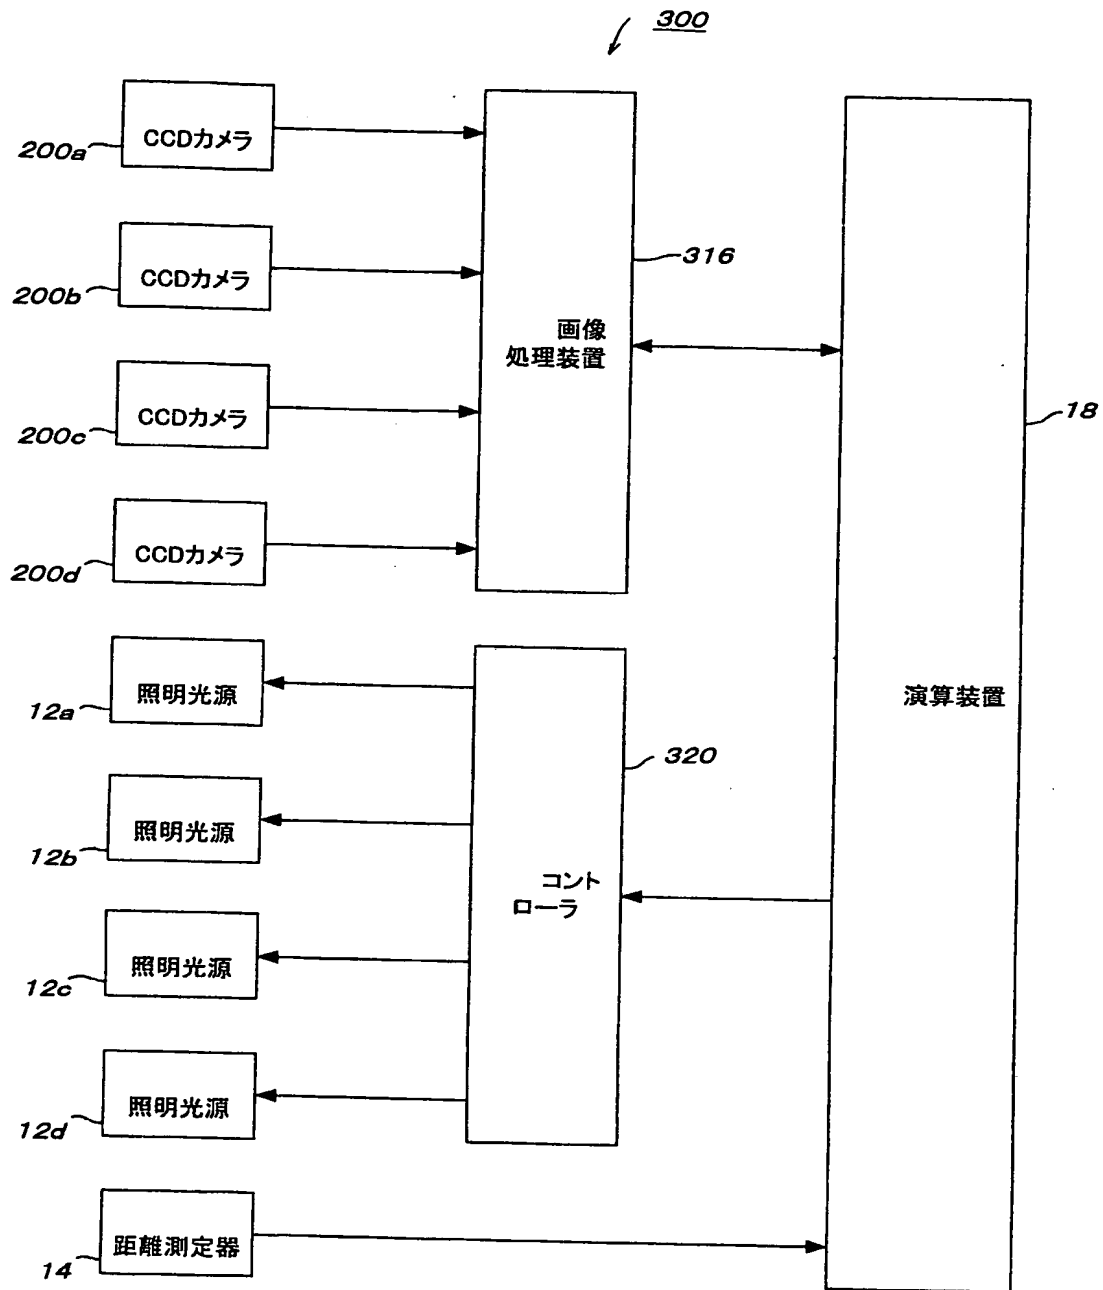 300
CCDカメラ
200a
CCDカメラ
200b
CCDカメラ
200c
CCDカメラ
200d
画像
処理装置
316
照明光源
12a
照明光源
12b
照明光源
12c
照明光源
12d
コント
ローラ
320
演算装置
18
距離測定器
14